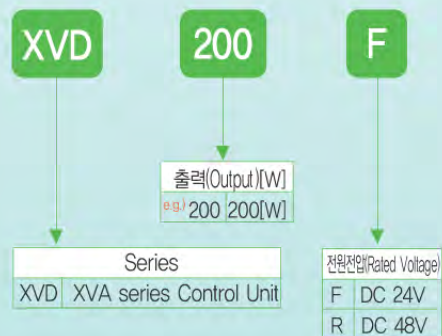 XVD 200 F
출력(Output)[W]
e.g.) 200 200[W]
Series
XVD XVA series Control Unit
전원전압(Rated Voltage)
F DC 24V
R DC 48V